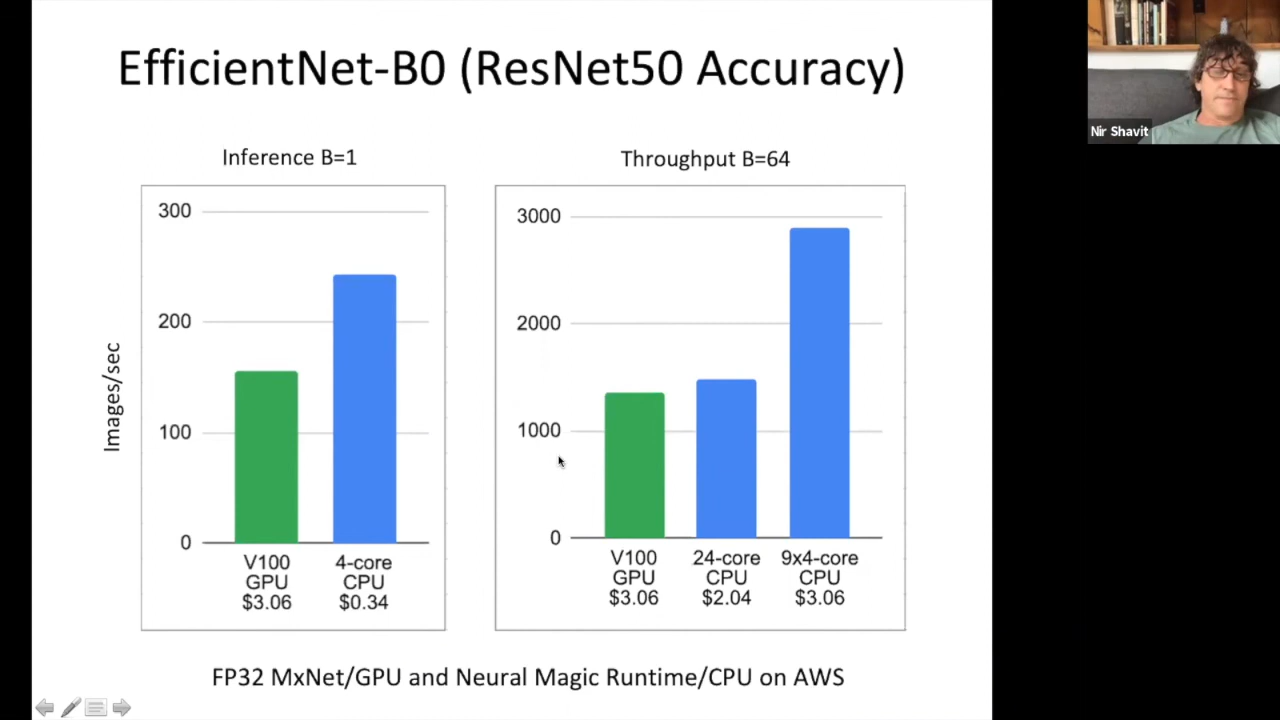 EfficientNet-B0 (ResNet50 Accuracy)
Inference B=1
Images/sec
300
200
100
0
V100
GPU
$3.06
4-core
CPU
$0.34
Throughput B=64
3000
2000
1000
0
V100
GPU
$3.06
24-core
CPU
$2.04
9x4-core
CPU
$3.06
FP32 MxNet/GPU and Neural Magic Runtime/CPU on AWS
Nir Shavit